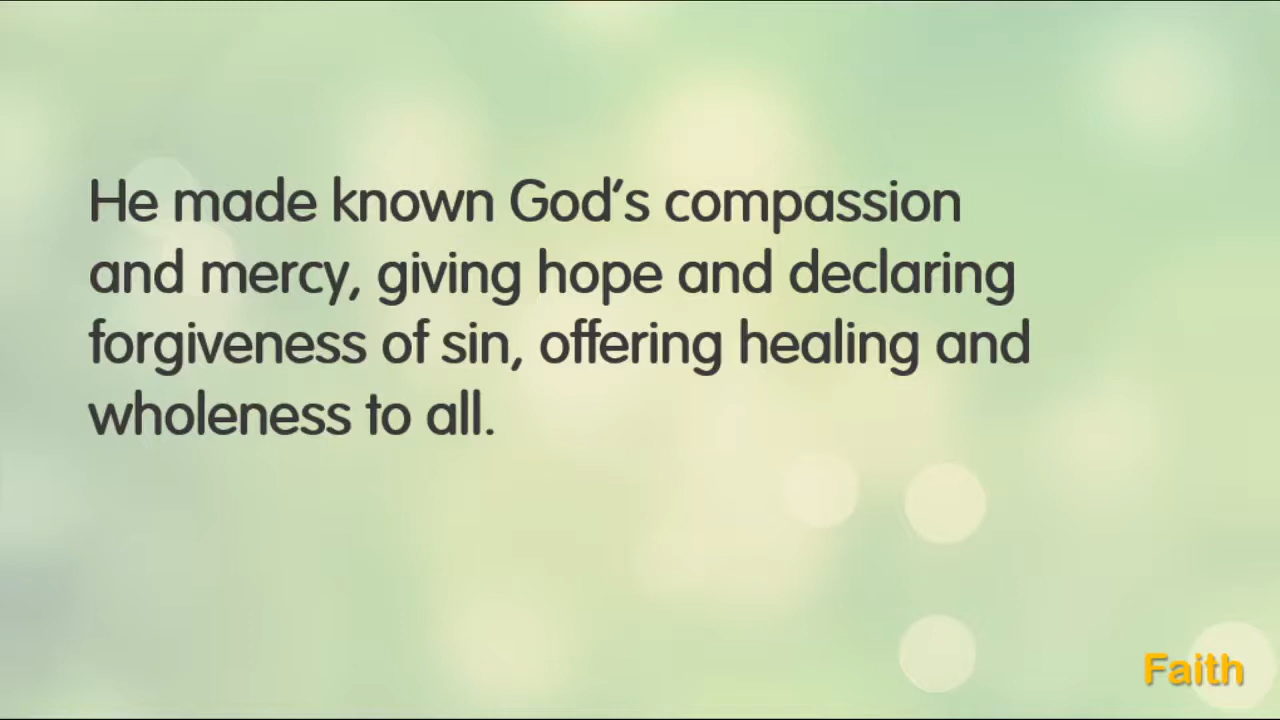 He made known God’s compassion
and mercy, giving hope and declaring
forgiveness of sin, offering healing and
wholeness to all.
Faith